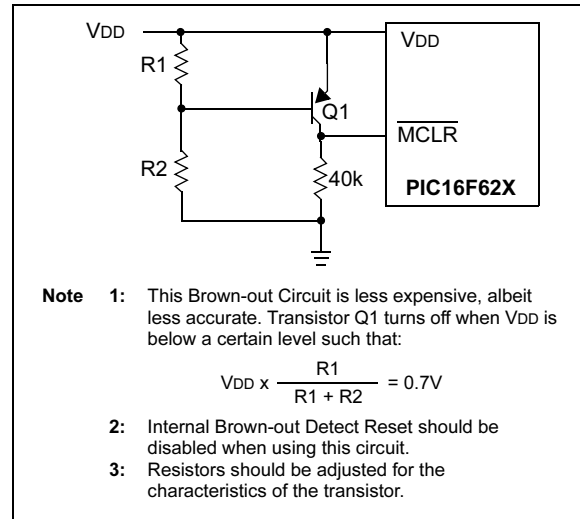 VDD
VDD
R1
Q1
MCLR
R2
40k
PIC16F62X
Note 1: This Brown-out Circuit is less expensive, albeit
less accurate. Transistor Q1 turns off when VDD is
below a certain level such that:
VDD x R1
R1 + R2 = 0.7V
2: Internal Brown-out Detect Reset should be
disabled when using this circuit.
3: Resistors should be adjusted for the
characteristics of the transistor.